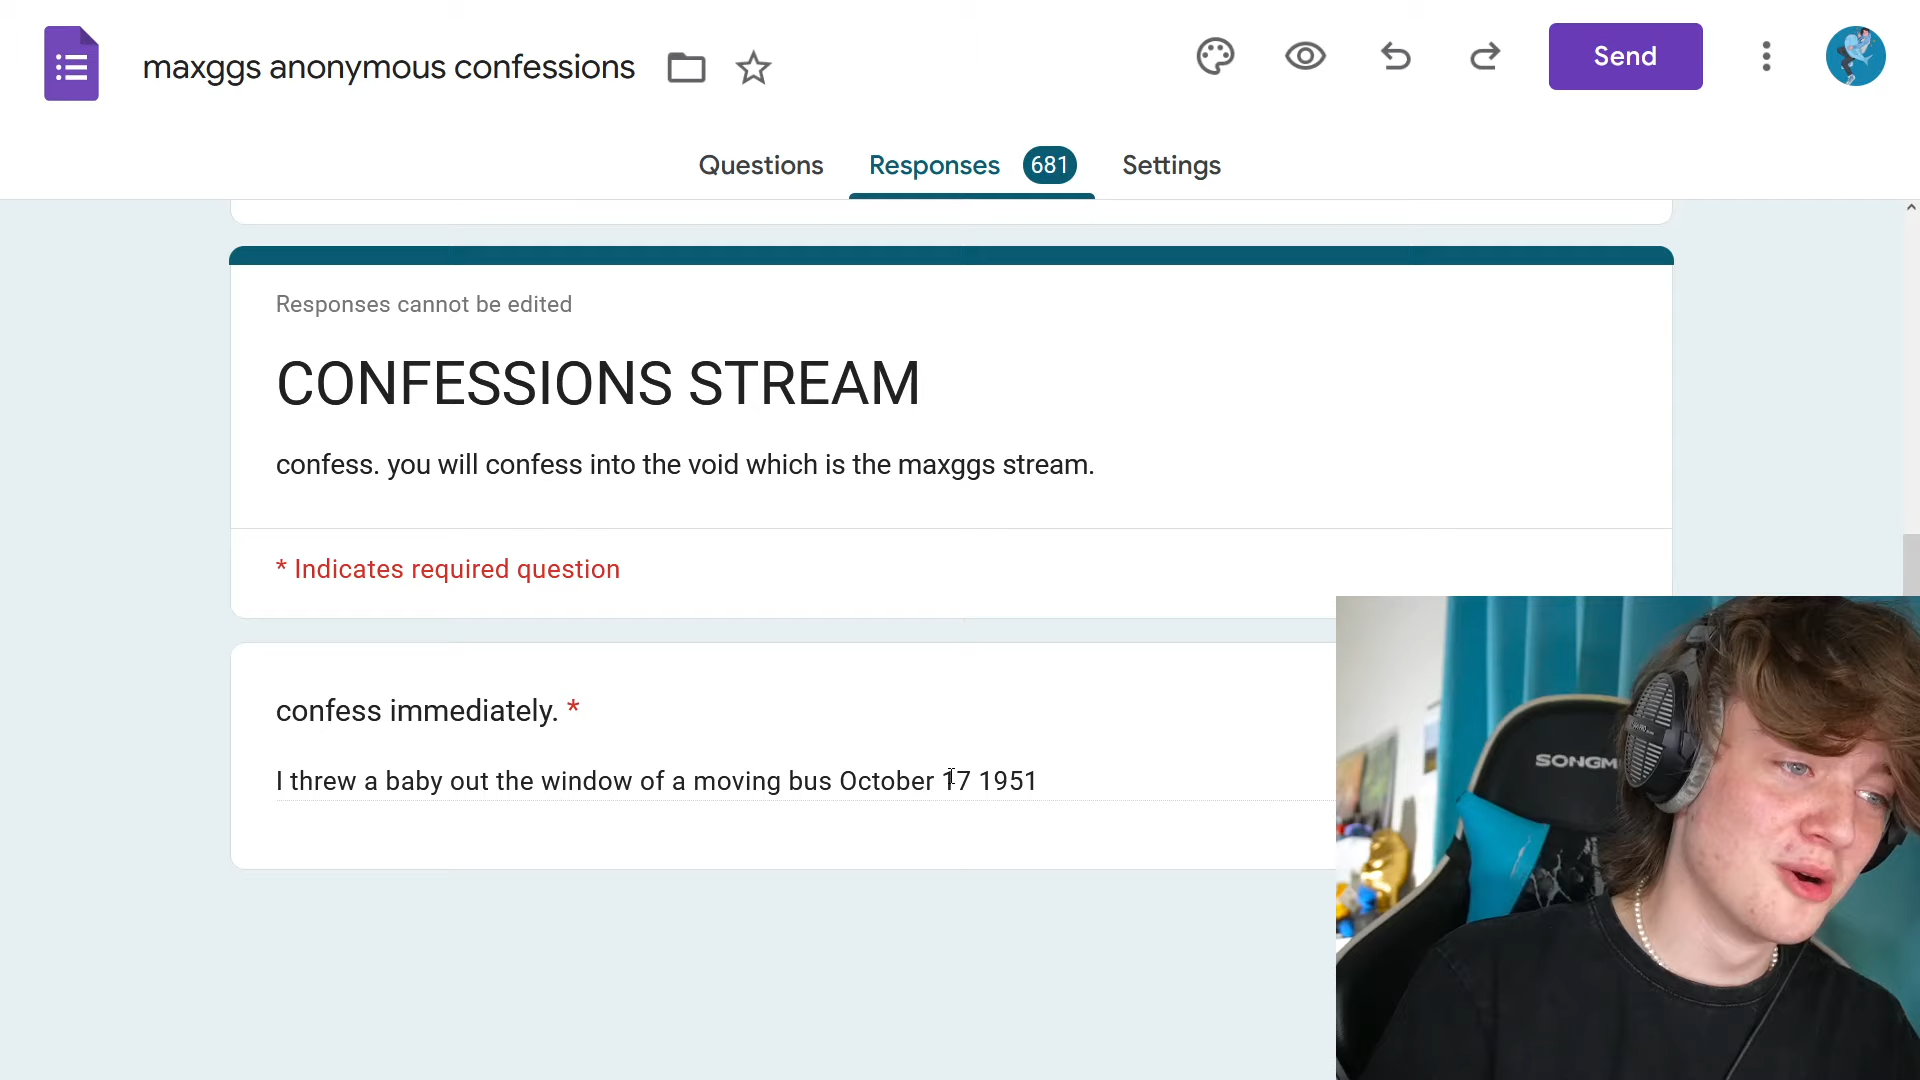 maxggs anonymous confessions
Send
Questions
Responses 681
Settings
Responses cannot be edited
CONFESSIONS STREAM
confess. you will confess into the void which is the maxggs stream.
* Indicates required question
confess immediately. *
I threw a baby out the window of a moving bus October 17 1951
SONGM